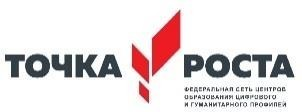 ТОЧКА РОСТА
ФЕДЕРАЛЬНАЯ СЕТЬ ЦЕНТРОВ
ОБРАЗОВАНИЯ ЦИФРОВОГО
И ГУМАНИТАРНОГО ПРОФИЛЕЙ